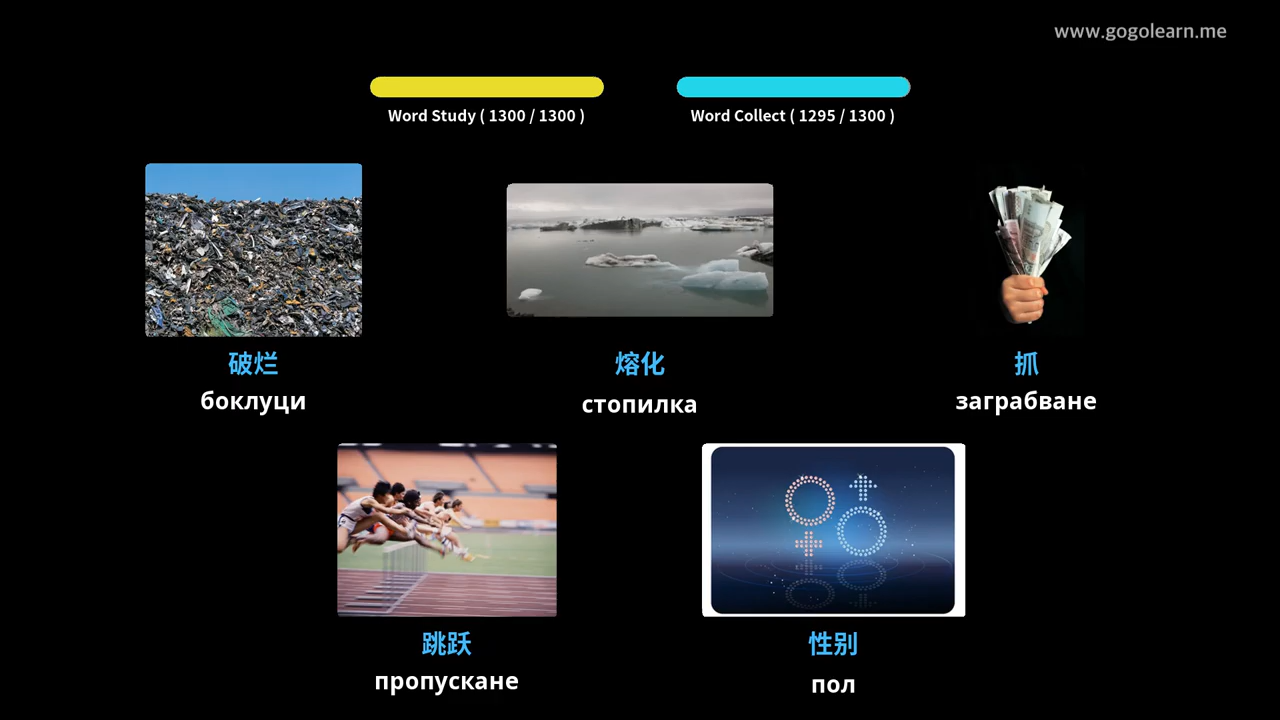 www.gogolearn.me
Word Study ( 1300 / 1300 )
Word Collect ( 1295 / 1300 )
破烂
боклуци
熔化
стопилка
抓
заграбване
跳跃
пропускане
性别
пол